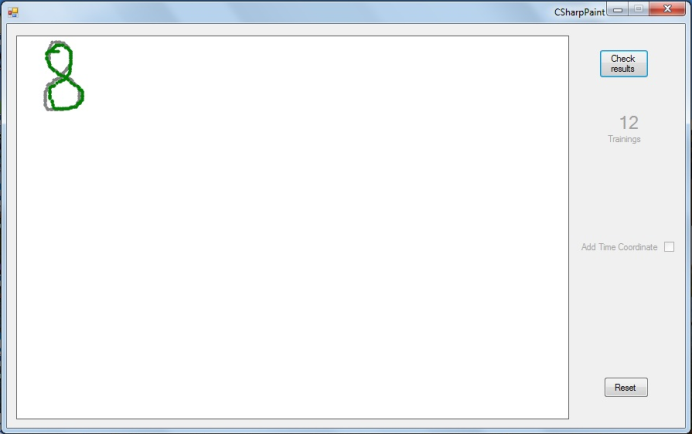 CSharpPaint
8
Check
results
12
Trainings
Add Time Coordinate
Reset